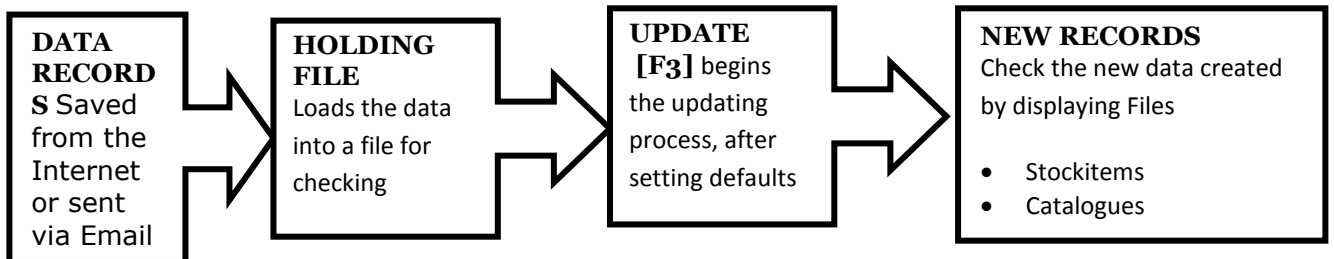 DATA
RECORD
S Saved
from the
Internet
or sent
via Email
HOLDING
FILE
Loads the data
into a file for
checking
UPDATE
[F3] begins
the updating
process, after
setting defaults
NEW RECORDS
Check the new data created
by displaying Files
• Stockitems
• Catalogues